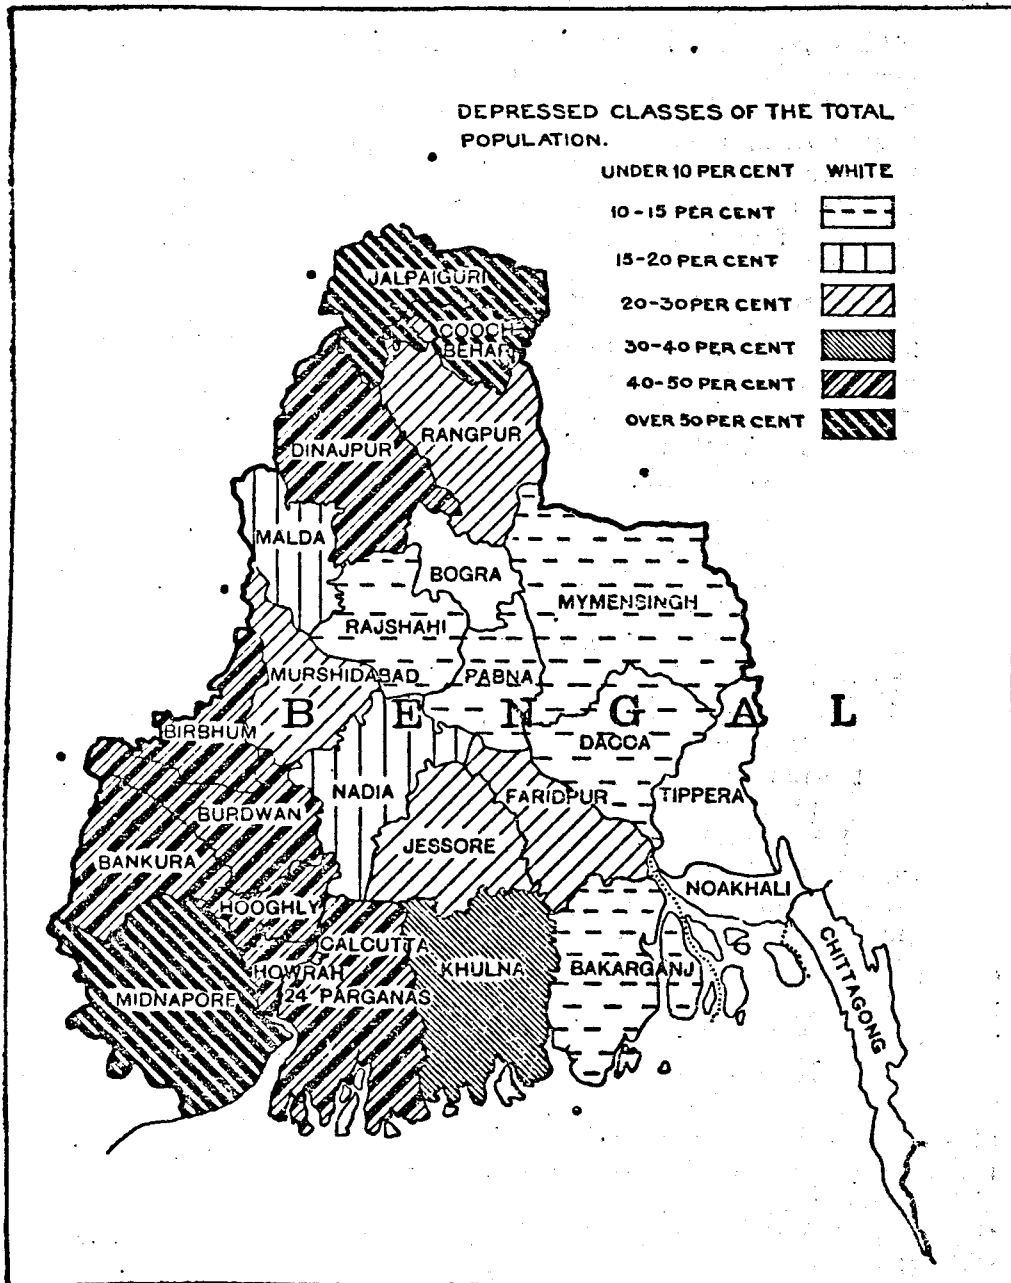 DEPRESSED CLASSES OF THE TOTAL
POPULATION.
UNDER 10 PER CENT WHITE
10-15 PER CENT
15-20 PER CENT
20-30 PER CENT
30-40 PER CENT
40-50 PER CENT
OVER 50 PER CENT
JALPAIGURI
COOCH
BEHAR
RANGPUR
DINAJPUR
MALDA
BOGRA
MYMENSINGH
RAJSHAHI
MURSHIDABAD
PABNA
BENGAL
BIRBHUM
DACCA
NADIA
FARIDPUR
TIPPERA
BURDWAN
JESSORE
BANKURA
NOAKHALI
HOOGHLY
CALCUTTA
CHITTAGONG
HOWRAH
KHULNA
BAKARGANJ
MIDNAPORE
24 PARGANAS